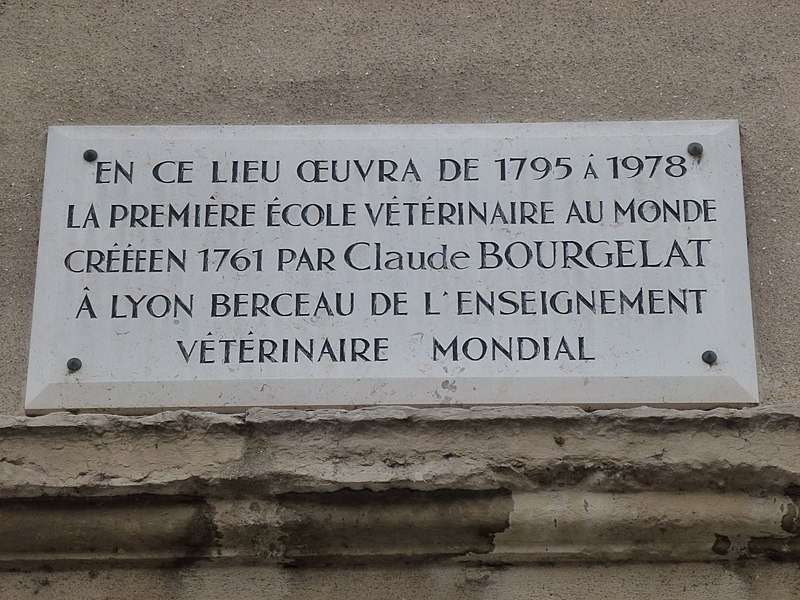 EN CE LIEU ŒUVRA DE 1795 À 1978
LA PREMIÈRE ÉCOLE VÉTÉRINAIRE AU MONDE
CRÉÉEEN 1761 PAR Claude BOURGELAT
À LYON BERCEAU DE L'ENSEIGNEMENT
VÉTÉRINAIRE MONDIAL